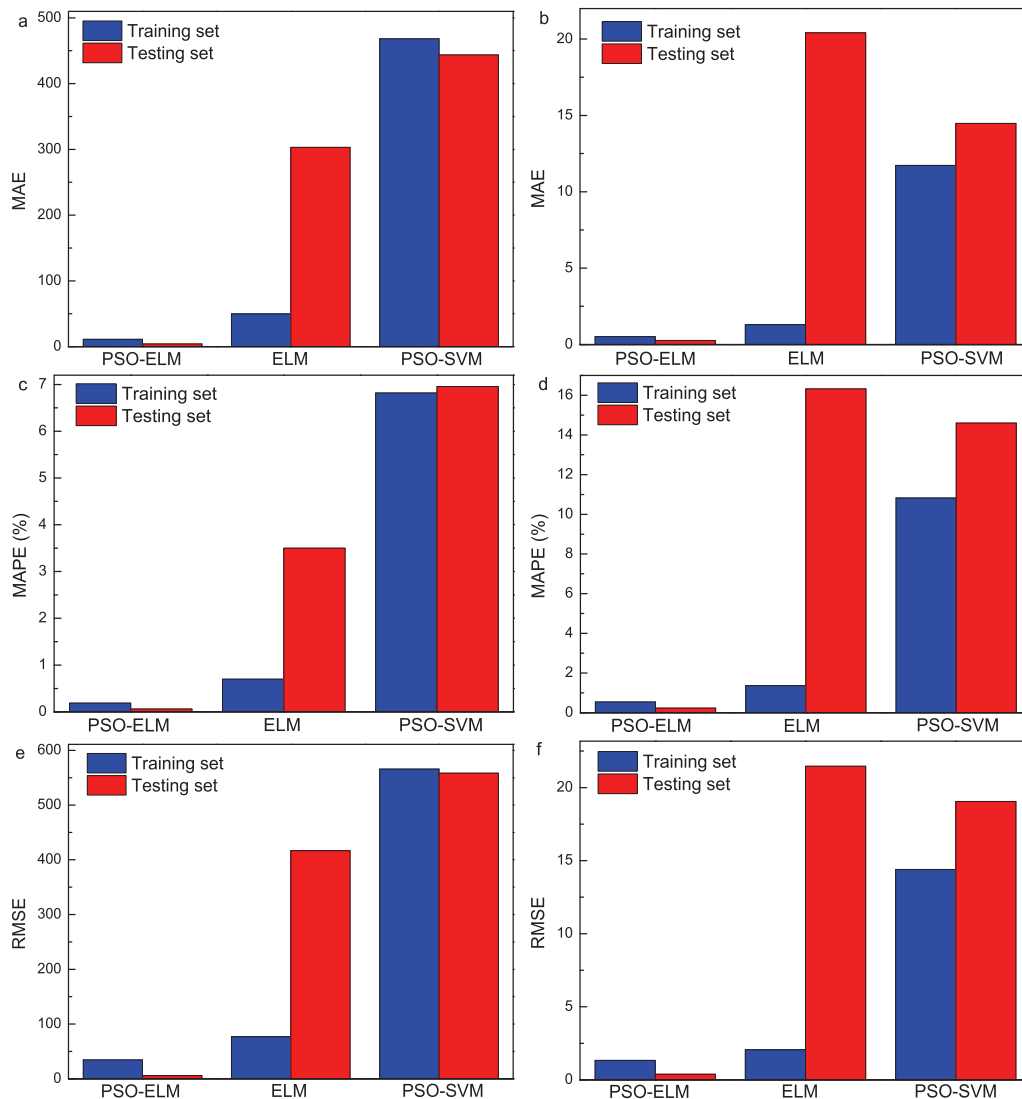 a
500
400
300
200
100
0
MAE
Training set
Testing set
PSO-ELM ELM PSO-SVM
b
20
15
10
5
0
MAE
Training set
Testing set
PSO-ELM ELM PSO-SVM
c
7
6
5
4
3
2
1
0
MAPE (%)
Training set
Testing set
PSO-ELM ELM PSO-SVM
d
16
14
12
10
8
6
4
2
0
MAPE (%)
Training set
Testing set
PSO-ELM ELM PSO-SVM
e
600
500
400
300
200
100
0
RMSE
Training set
Testing set
PSO-ELM ELM PSO-SVM
f
20
15
10
5
0
RMSE
Training set
Testing set
PSO-ELM ELM PSO-SVM